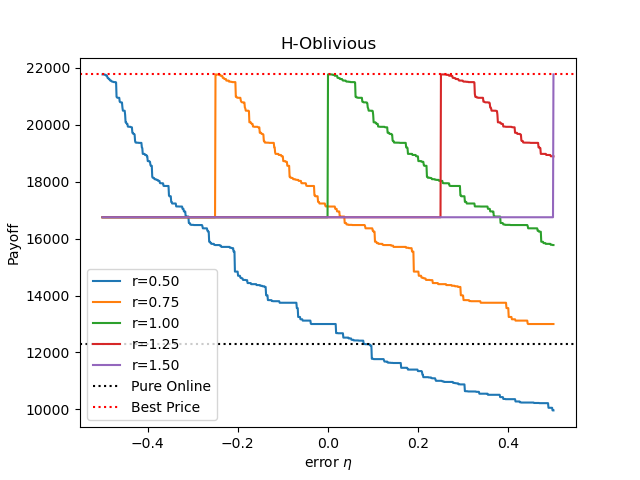 H-Oblivious
22000
20000
18000
16000
14000
12000
10000
Payoff
r=0.50
r=0.75
r=1.00
r=1.25
r=1.50
Pure Online
Best Price
−0.4 −0.2 0.0 0.2 0.4
error η